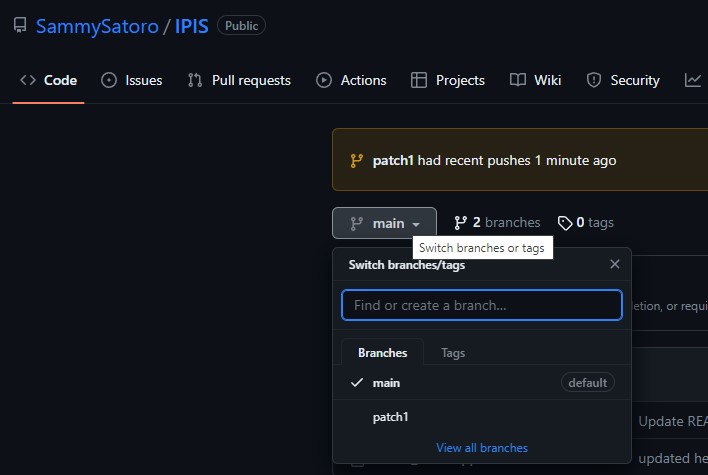 SammySatoro / IPIS Public
Code Issues Pull requests Actions Projects Wiki Security
patch1 had recent pushes 1 minute ago
main 2 branches 0 tags
Switch branches or tags
Switch branches/tags
Find or create a branch...
etion, or requi
Branches Tags
main default
patch1
Update REA
View all branches
updated he